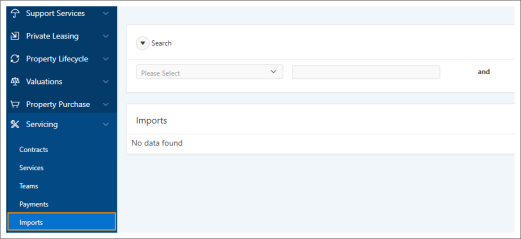 Support Services
Private Leasing
Property Lifecycle
Valuations
Property Purchase
Servicing
Contracts
Services
Teams
Payments
Imports
Search
Please Select
and
Imports
No data found